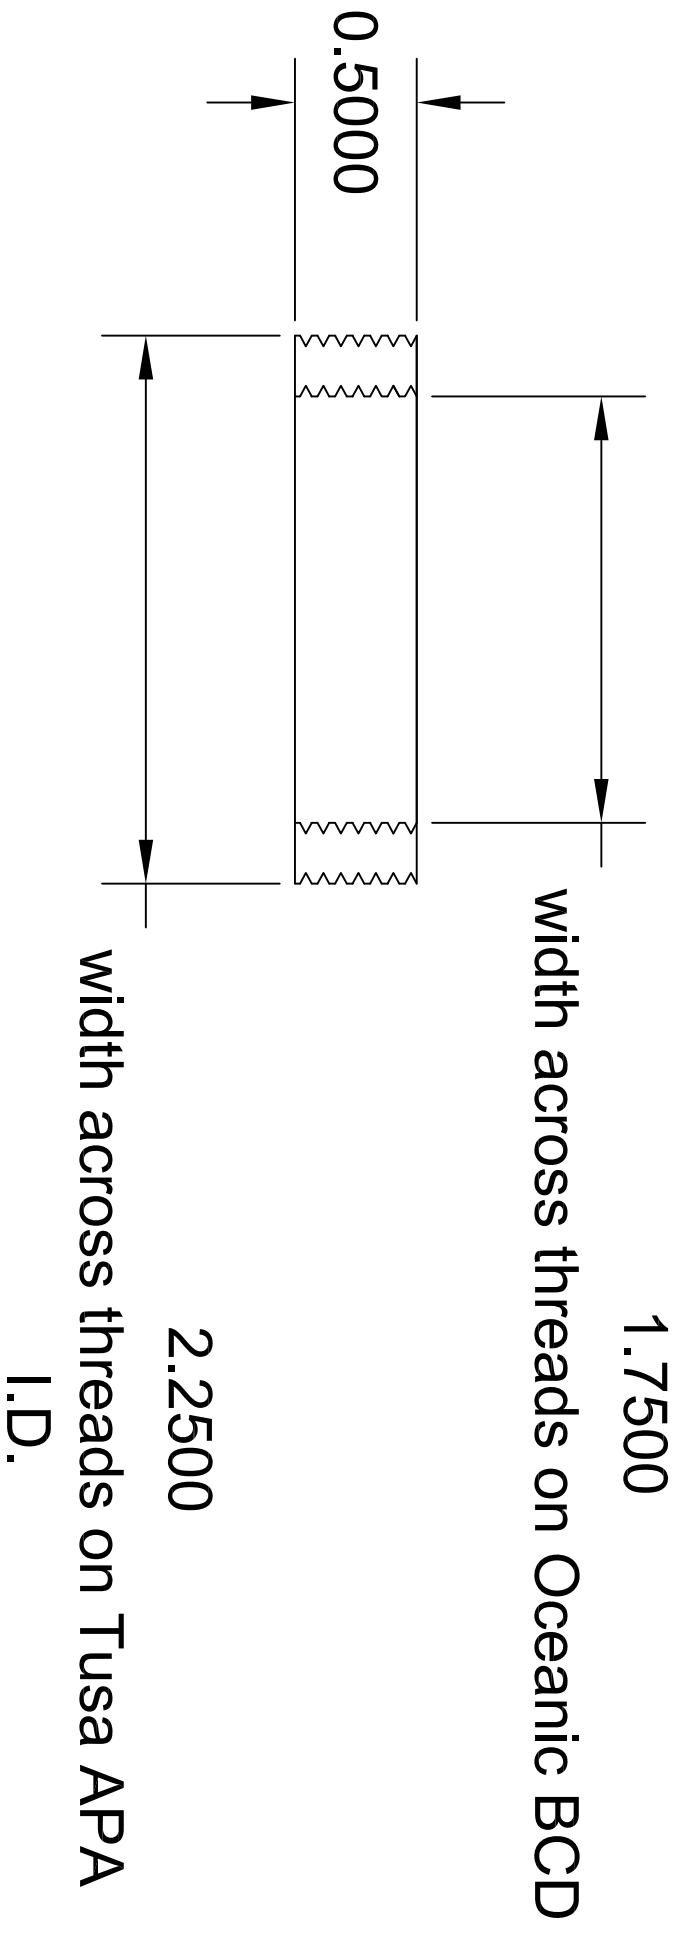 1.7500
width across threads on Oceanic BCD
0.5000
2.2500
width across threads on Tusa APA
I.D.